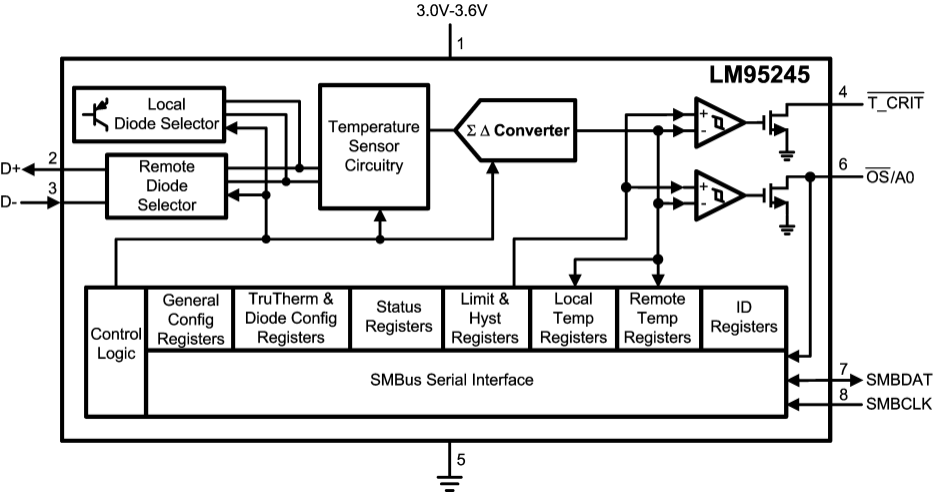 3.0V-3.6V
1
LM95245
Local
Diode Selector
Temperature
Sensor
Circuitry
Σ Δ Converter
+
-
4
T_CRIT
D+
2
Remote
Diode
Selector
D-
3
+
-
6
OS/A0
Control
Logic
General
Config
Registers
TruTherm &
Diode Config
Registers
Status
Registers
Limit &
Hyst
Registers
Local
Temp
Registers
Remote
Temp
Registers
ID
Registers
SMBus Serial Interface
7
SMBDAT
8
SMBCLK
5